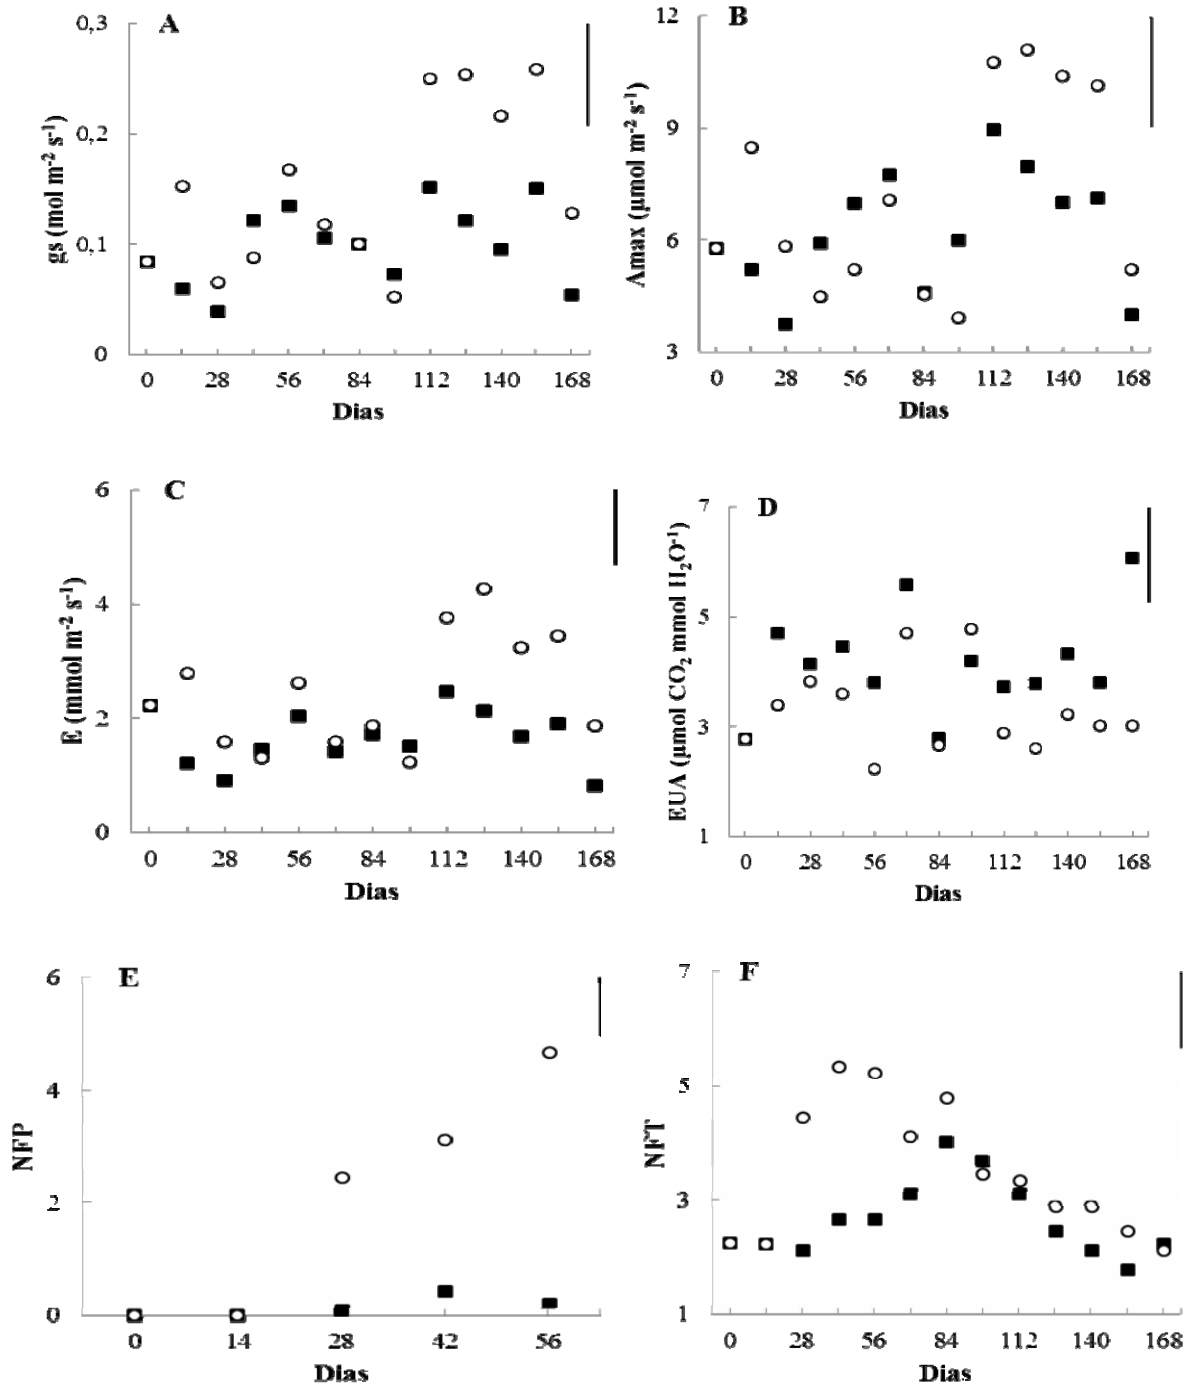 A
gs (mol m-2 s-1)
0,3
0,2
0,1
0
0 28 56 84 112 140 168
Dias
B
Amax (µmol m-2 s-1)
12
9
6
3
0 28 56 84 112 140 168
Dias
C
E (mmol m-2 s-1)
6
4
2
0
0 28 56 84 112 140 168
Dias
D
EUA (µmol CO2 mmol H2O-1)
7
5
3
1
0 28 56 84 112 140 168
Dias
E
NFP
6
4
2
0
0 14 28 42 56
Dias
F
NFT
7
5
3
1
0 28 56 84 112 140 168
Dias